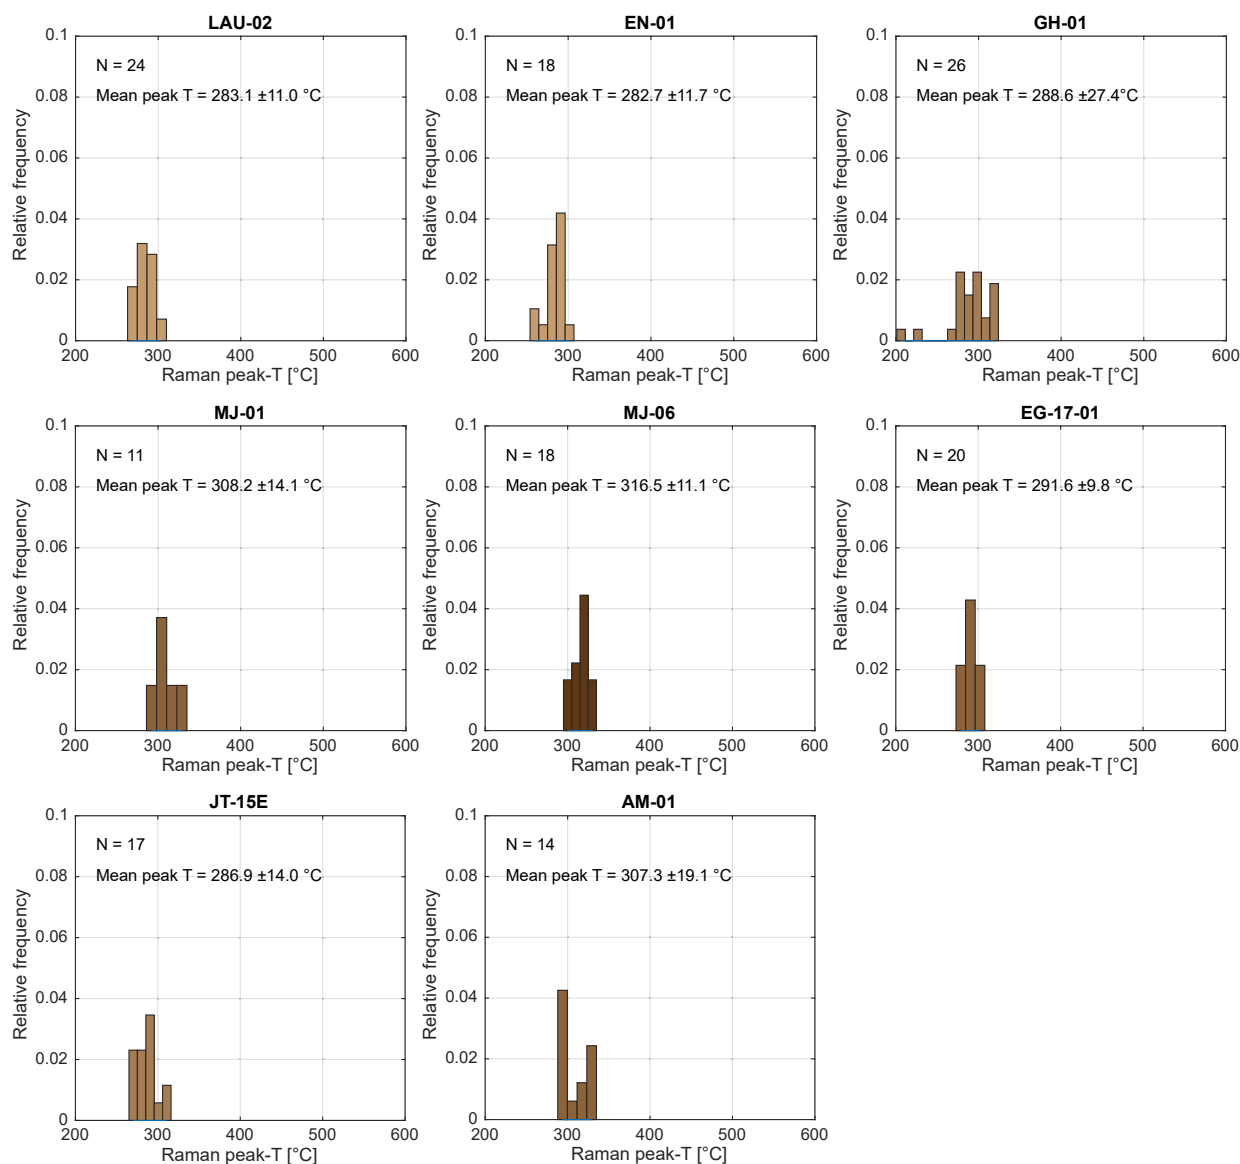 LAU-02
0.1
0.08
0.06
0.04
0.02
0
N = 24
Mean peak T = 283.1 ±11.0 °C
Relative frequency
200 300 400 500 600
Raman peak-T [°C]
EN-01
0.1
0.08
0.06
0.04
0.02
0
N = 18
Mean peak T = 282.7 ±11.7 °C
Relative frequency
200 300 400 500 600
Raman peak-T [°C]
GH-01
0.1
0.08
0.06
0.04
0.02
0
N = 26
Mean peak T = 288.6 ±27.4°C
Relative frequency
200 300 400 500 600
Raman peak-T [°C]
MJ-01
0.1
0.08
0.06
0.04
0.02
0
N = 11
Mean peak T = 308.2 ±14.1 °C
Relative frequency
200 300 400 500 600
Raman peak-T [°C]
MJ-06
0.1
0.08
0.06
0.04
0.02
0
N = 18
Mean peak T = 316.5 ±11.1 °C
Relative frequency
200 300 400 500 600
Raman peak-T [°C]
EG-17-01
0.1
0.08
0.06
0.04
0.02
0
N = 20
Mean peak T = 291.6 ±9.8 °C
Relative frequency
200 300 400 500 600
Raman peak-T [°C]
JT-15E
0.1
0.08
0.06
0.04
0.02
0
N = 17
Mean peak T = 286.9 ±14.0 °C
Relative frequency
200 300 400 500 600
Raman peak-T [°C]
AM-01
0.1
0.08
0.06
0.04
0.02
0
N = 14
Mean peak T = 307.3 ±19.1 °C
Relative frequency
200 300 400 500 600
Raman peak-T [°C]